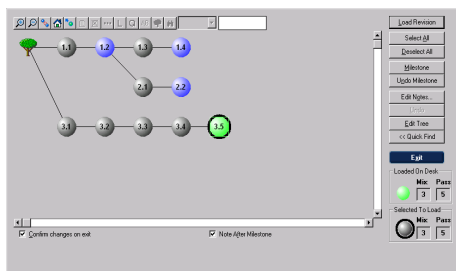 Load Revision
Select All
Deselect All
Milestone
Undo Milestone
Edit Notes...
Edit Tree
<< Quick Find
Exit
1.1 1.2 1.3 1.4
2.1 2.2
3.1 3.2 3.3 3.4 3.5
Loaded On Desk
Mix Pass
3 5
Selected To Load
Mix Pass
3 5
Confirm changes on exit
Note After Milestone